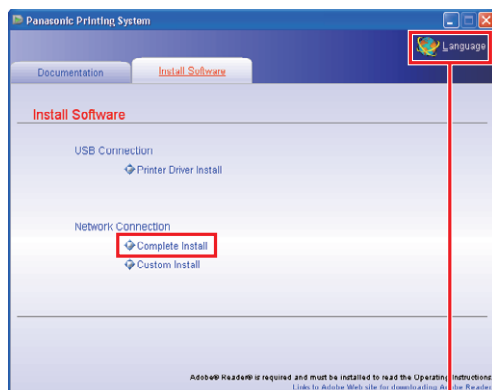 Panasonic Printing System
Language
Documentation
Install Software
Install Software
USB Connection
Printer Driver Install
Network Connection
Complete Install
Custom Install
Adobe® Reader® is required and must be installed to read the Operating Instructions
Links to Adobe Web site for downloading Adobe Reader